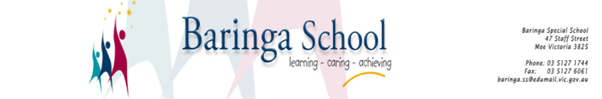 Baringa School
learning - caring - achieving
Baringa Special School
47 Staff Street
Moe Victoria 3825
Phone: 03 5127 1744
Fax: 03 5127 6061
baringa.ss@edumail.vic.gov.au